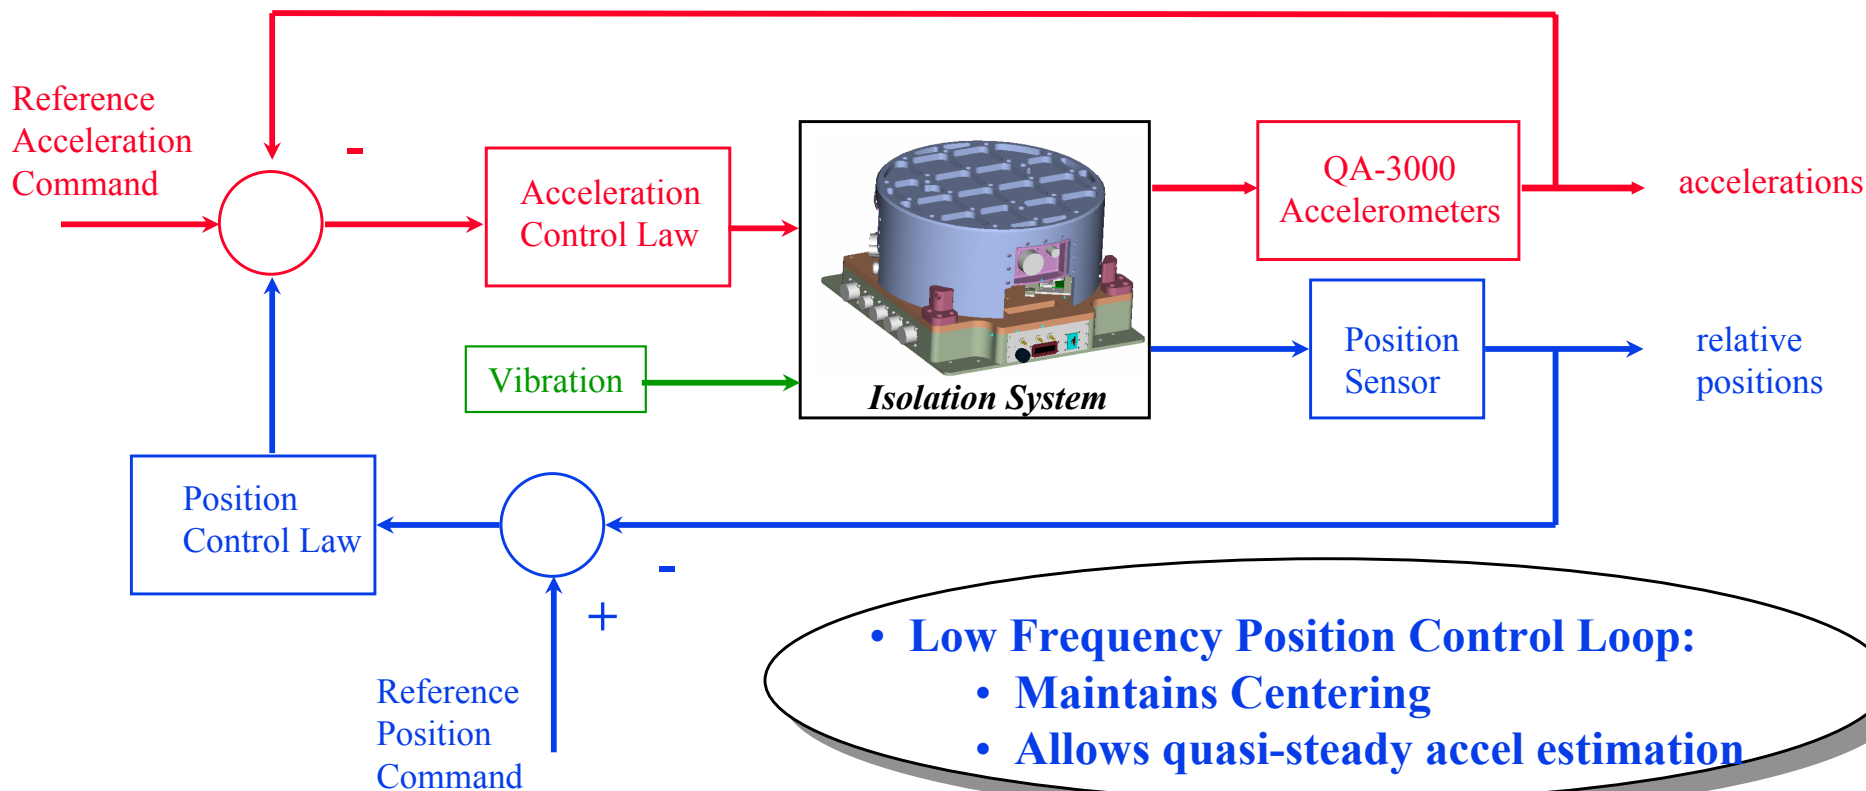 Reference
Acceleration
Command
-
Acceleration
Control Law
QA-3000
Accelerometers
accelerations
Vibration
Isolation System
Position
Sensor
relative
positions
Position
Control Law
-
+
Reference
Position
Command
• Low Frequency Position Control Loop:
• Maintains Centering
• Allows quasi-steady accel estimation